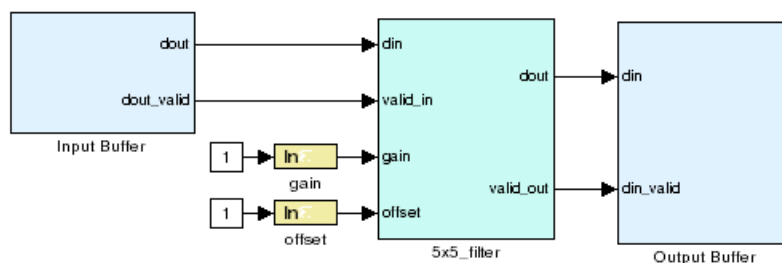 dout
dout_valid
Input Buffer
1
In
gain
1
In
offset
din
valid_in
gain
offset
dout
valid_out
5x5_filter
din
din_valid
Output Buffer